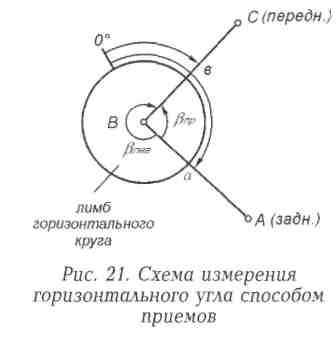 0°
C (передн.)
в
B
βпр
βлев
a
лимб
горизонтального
круга
A (задн.)
Рис. 21. Схема измерения
горизонтального угла способом
приемов